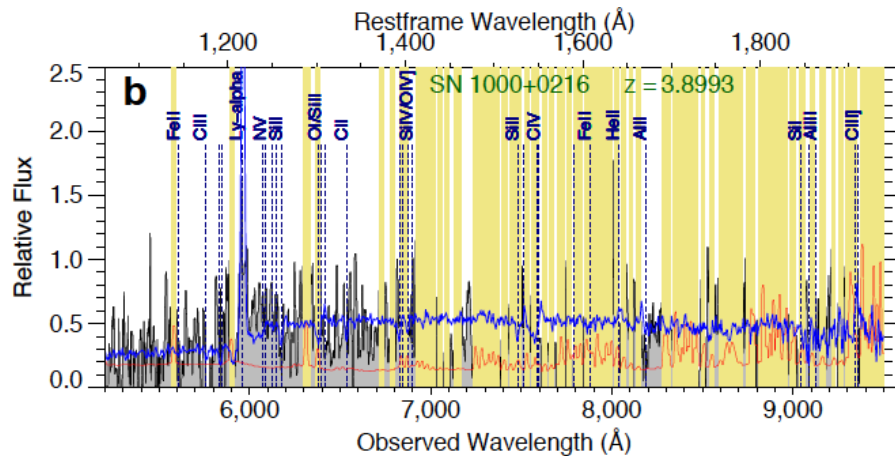 Restframe Wavelength (Å)
1,200 1,400 1,600 1,800
b SN 1000+0216 z = 3.8993
FeII CIII Ly-alpha NV SiII OI/SiII CII SiIV/OIV] SiII CIV FeII HeII AlII SiI AlIII CIII]
Relative Flux
2.5
2.0
1.5
1.0
0.5
0.0
6,000 7,000 8,000 9,000
Observed Wavelength (Å)